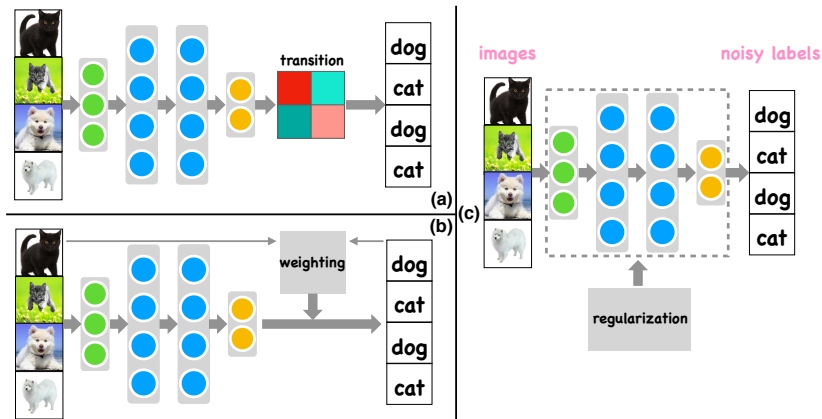 transition
dog
cat
dog
cat
(a)
(b)
weighting
dog
cat
dog
cat
(c)
images
noisy labels
dog
cat
dog
cat
regularization